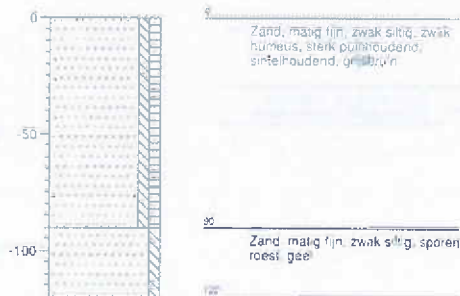 0
0
Zand, matig fijn, zwak siltig, zwak
humeus, sterk puinhoudend,
sintelhoudend, grijsbruin
-50
90
Zand, matig fijn, zwak siltig, sporen
roest, geel
-100